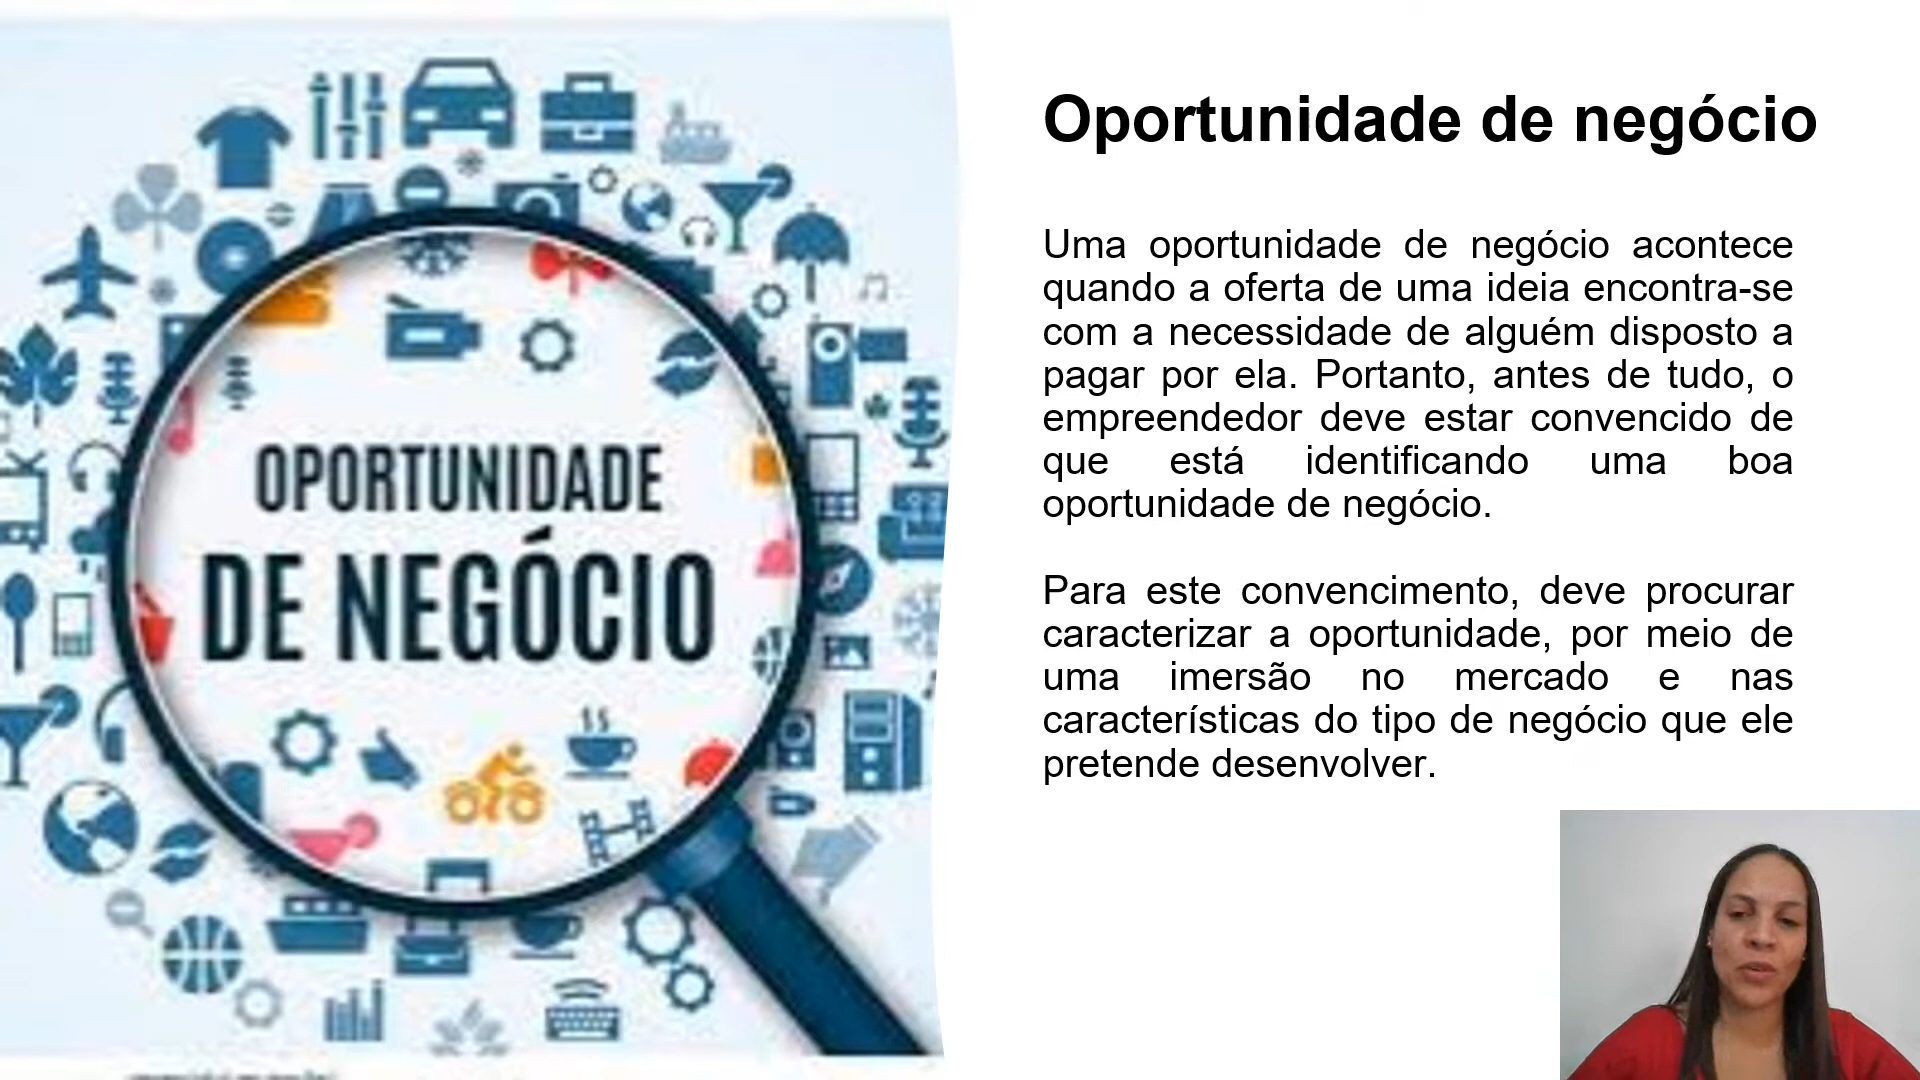 OPORTUNIDADE
DE NEGÓCIO
Oportunidade de negócio
Uma oportunidade de negócio acontece
quando a oferta de uma ideia encontra-se
com a necessidade de alguém disposto a
pagar por ela. Portanto, antes de tudo, o
empreendedor deve estar convencido de
que está identificando uma boa
oportunidade de negócio.
Para este convencimento, deve procurar
caracterizar a oportunidade, por meio de
uma imersão no mercado e nas
características do tipo de negócio que ele
pretende desenvolver.